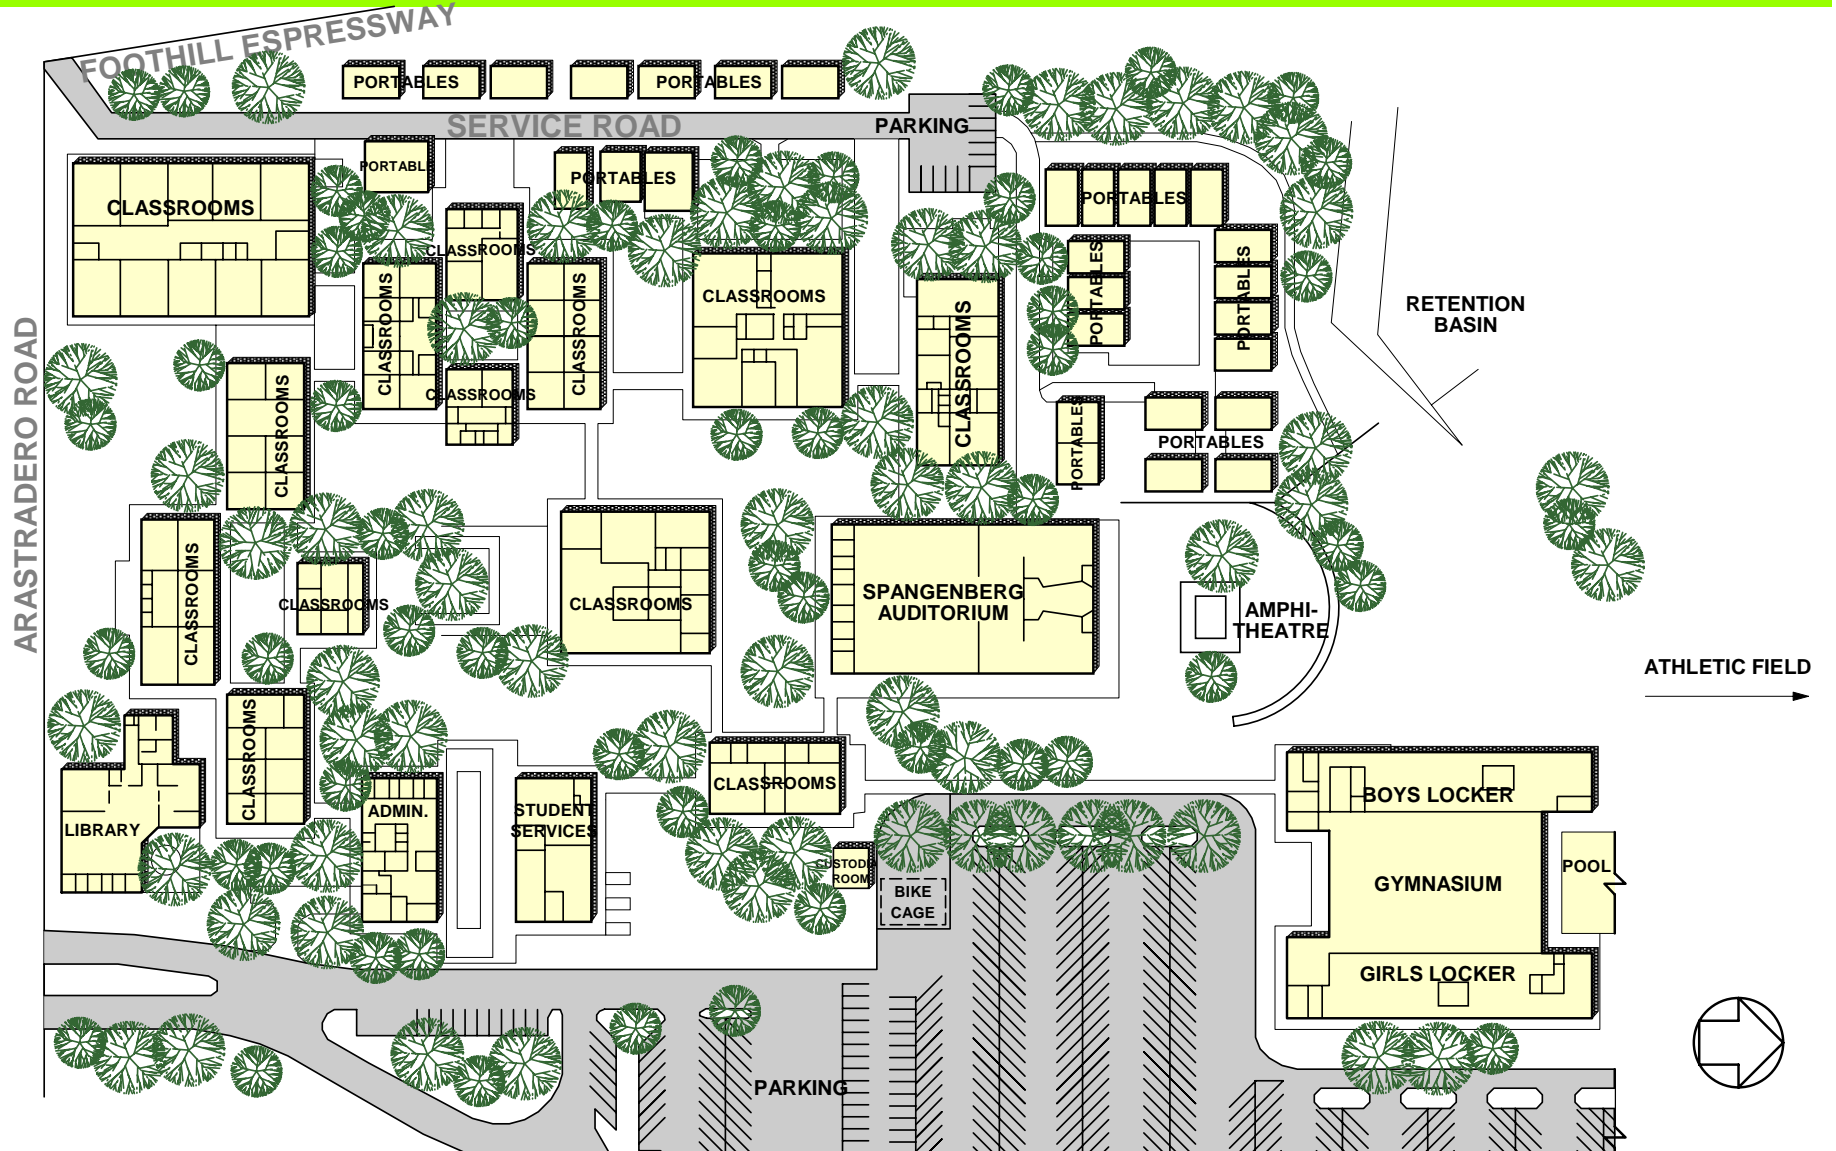 FOOTHILL ESPRESSWAY
PORTABLES
PORTABLES
SERVICE ROAD
PARKING
PORTABLE
PORTABLES
PORTABLES
CLASSROOMS
CLASSROOMS
CLASSROOMS
CLASSROOMS
CLASSROOMS
CLASSROOMS
CLASSROOMS
PORTABLES
PORTABLES
RETENTION
BASIN
ARASTRADERO ROAD
CLASSROOMS
CLASSROOMS
PORTABLES
PORTABLES
CLASSROOMS
CLASSROOMS
CLASSROOMS
SPANGENBERG
AUDITORIUM
AMPHI-
THEATRE
ATHLETIC FIELD
CLASSROOMS
LIBRARY
ADMIN.
STUDENT
SERVICES
CLASSROOMS
CUSTODIA
ROOM
BIKE
CAGE
BOYS LOCKER
GYMNASIUM
POOL
GIRLS LOCKER
PARKING